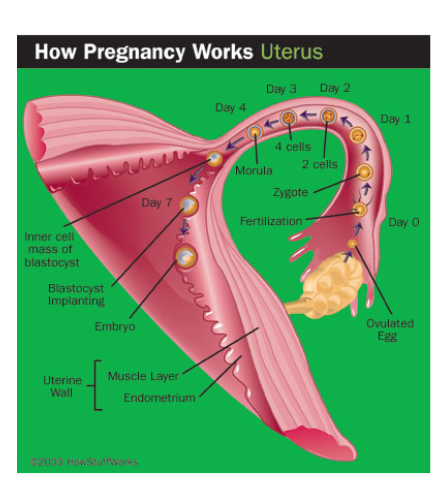 How Pregnancy Works Uterus
Day 3
Day 2
Day 4
Day 1
4 cells
2 cells
Morula
Zygote
Day 7
Fertilization
Day 0
Inner cell
mass of
blastocyst
Blastocyst
Implanting
Embryo
Ovulated
Egg
Uterine
Wall
Muscle Layer
Endometrium
©2005 HowStuffWorks